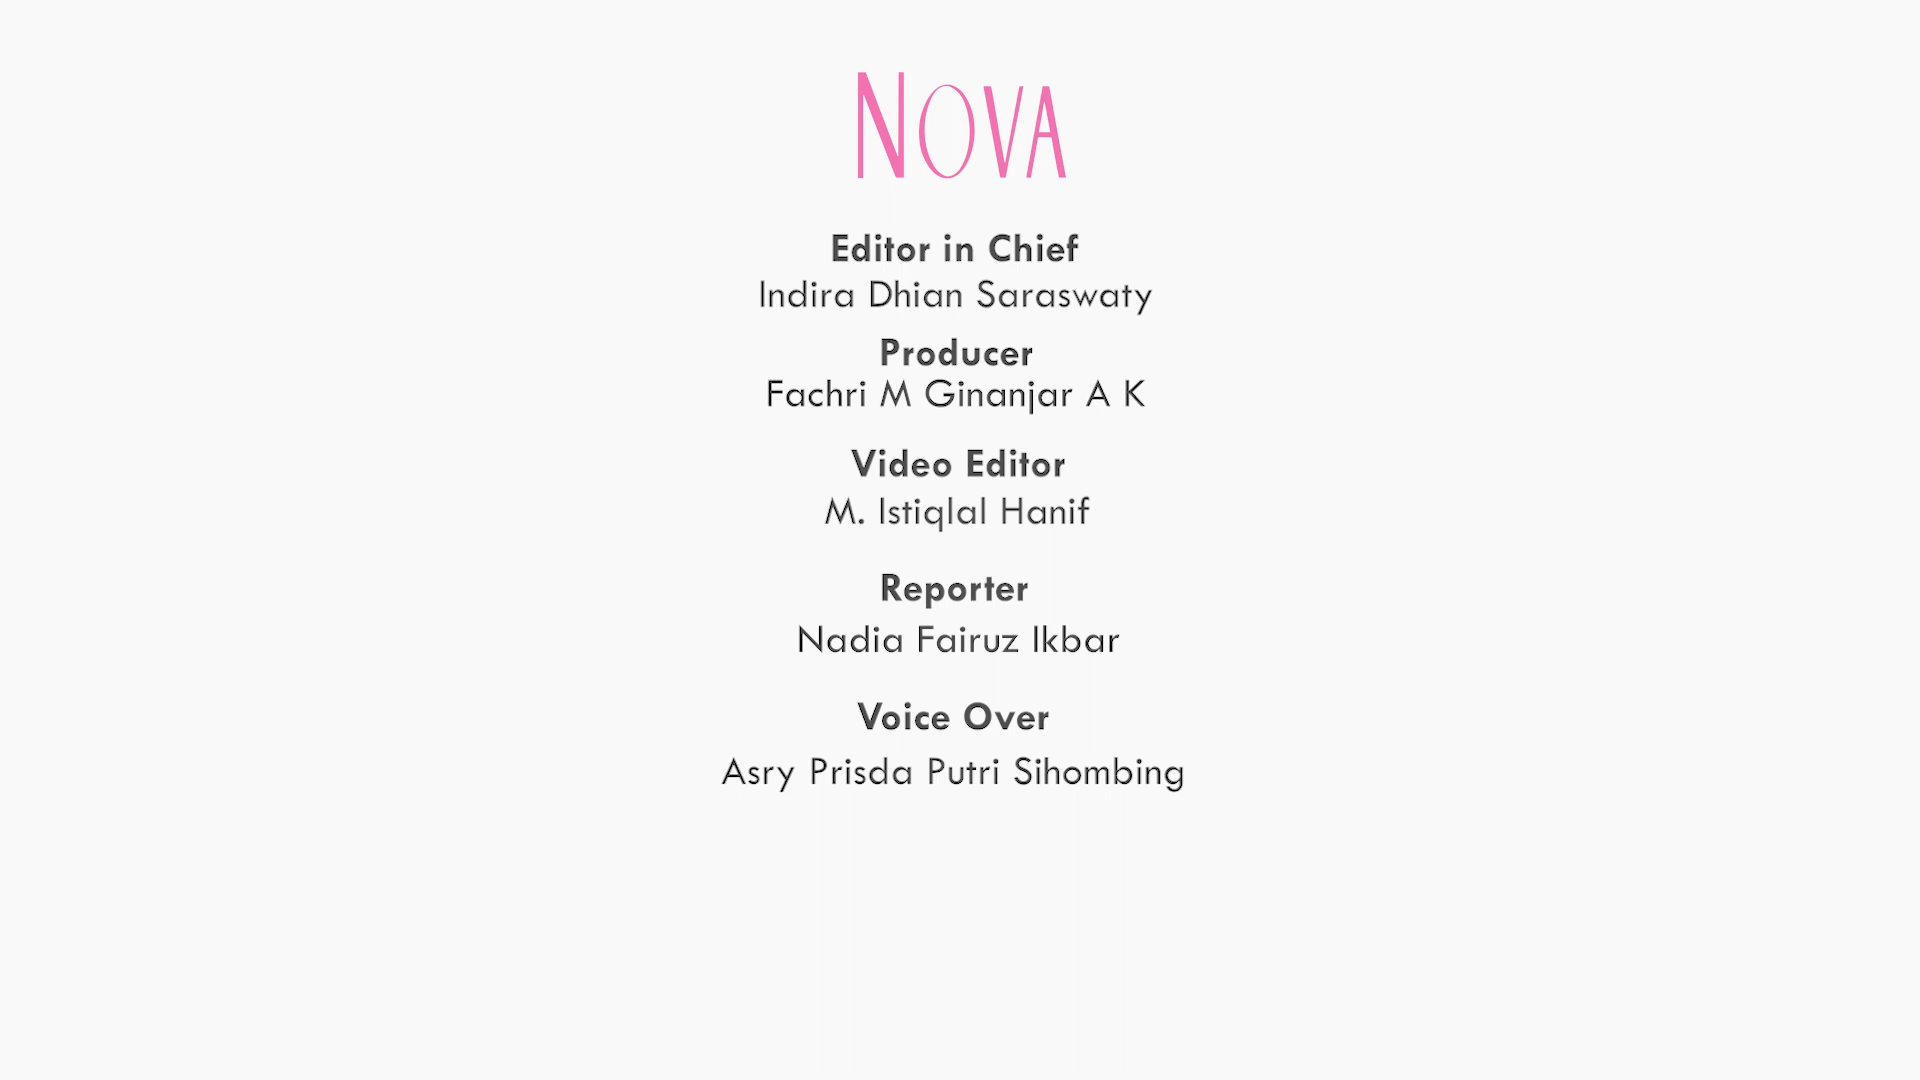 NOVA
Editor in Chief
Indira Dhian Saraswaty
Producer
Fachri M Ginanjar A K
Video Editor
M. Istiqlal Hanif
Reporter
Nadia Fairuz Ikbar
Voice Over
Asry Prisda Putri Sihombing